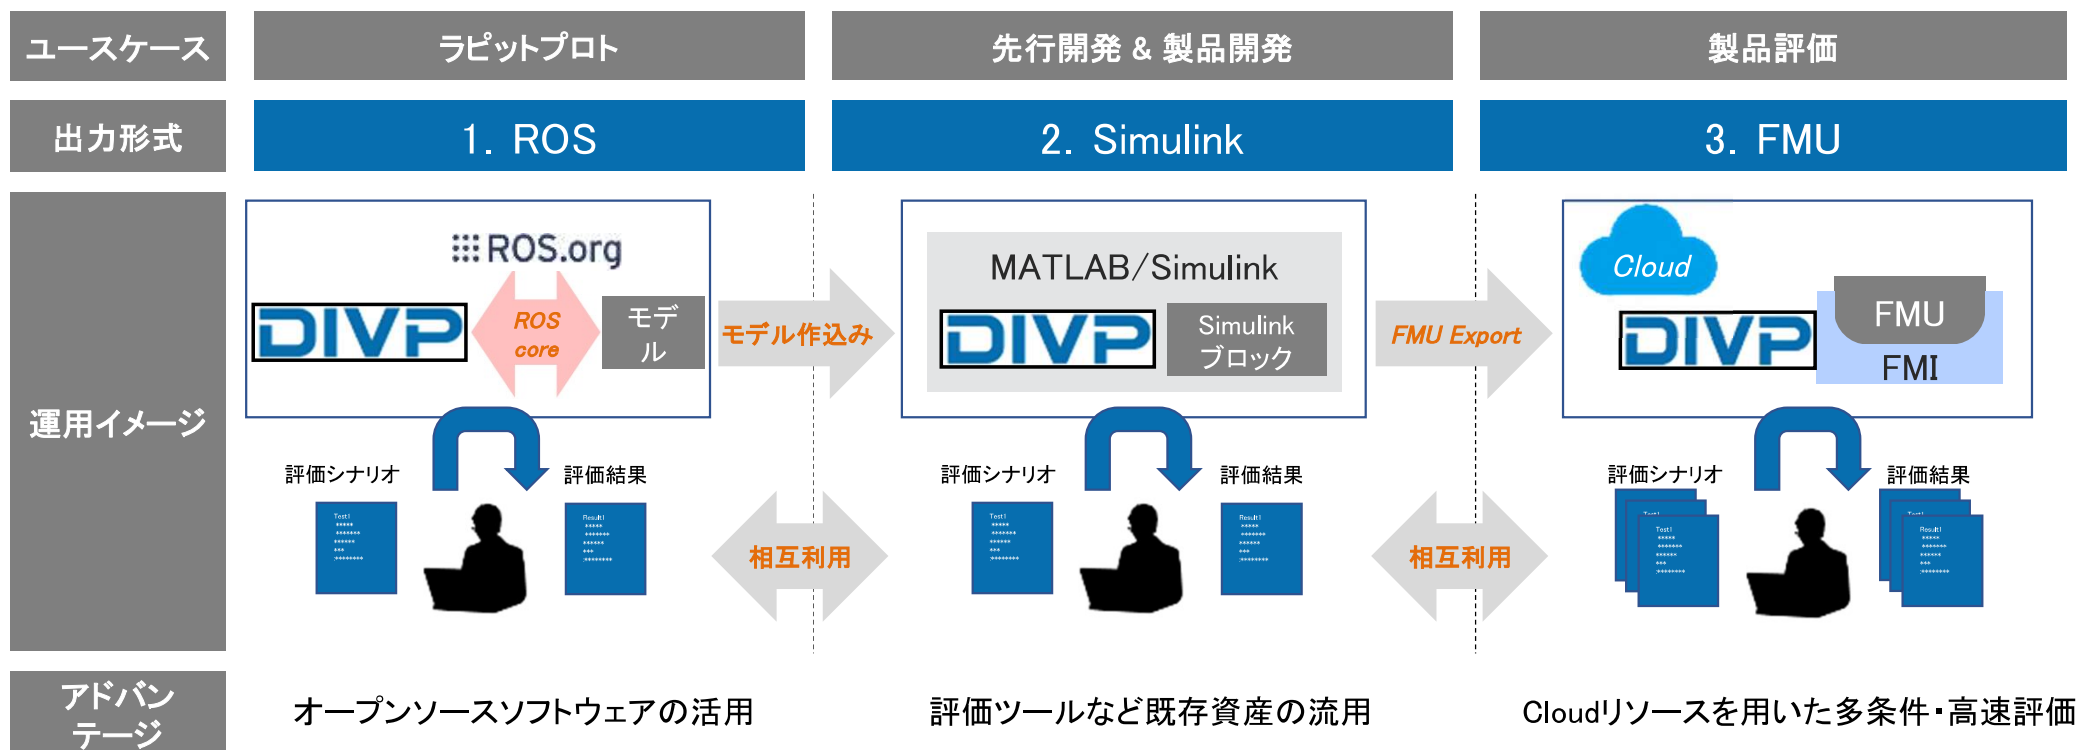 ユースケース
ラピットプロト
先行開発 & 製品開発
製品評価
出力形式
1. ROS
2. Simulink
3. FMU
運用イメージ
ROS.org
DIVP
ROS
core
モデ
ル
モデル作込み
MATLAB/Simulink
DIVP
Simulink
ブロック
FMU Export
Cloud
DIVP
FMU
FMI
評価シナリオ
評価結果
Test1
*****
*******
******
***
:********
Result1
*****
*******
******
***
:********
相互利用
評価シナリオ
評価結果
Test1
*****
*******
******
***
:********
Result1
*****
*******
******
***
:********
相互利用
評価シナリオ
評価結果
Test1
*****
*******
******
***
:********
Result1
*****
*******
******
***
:********
アドバン
テージ
オープンソースソフトウェアの活用
評価ツールなど既存資産の流用
Cloudリソースを用いた多条件・高速評価